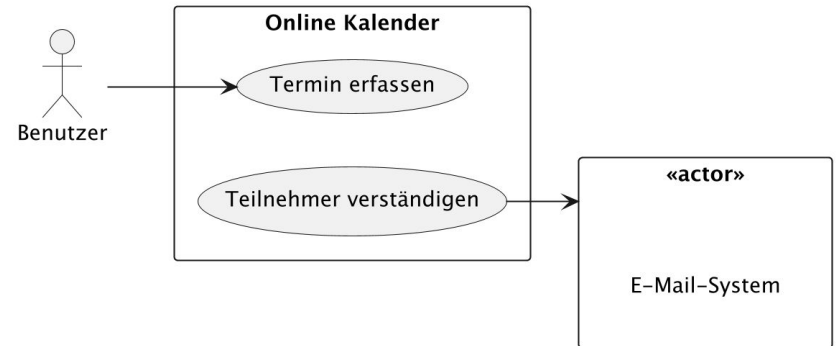 Online Kalender
Termin erfassen
Benutzer
Teilnehmer verständigen
«actor»
E-Mail-System